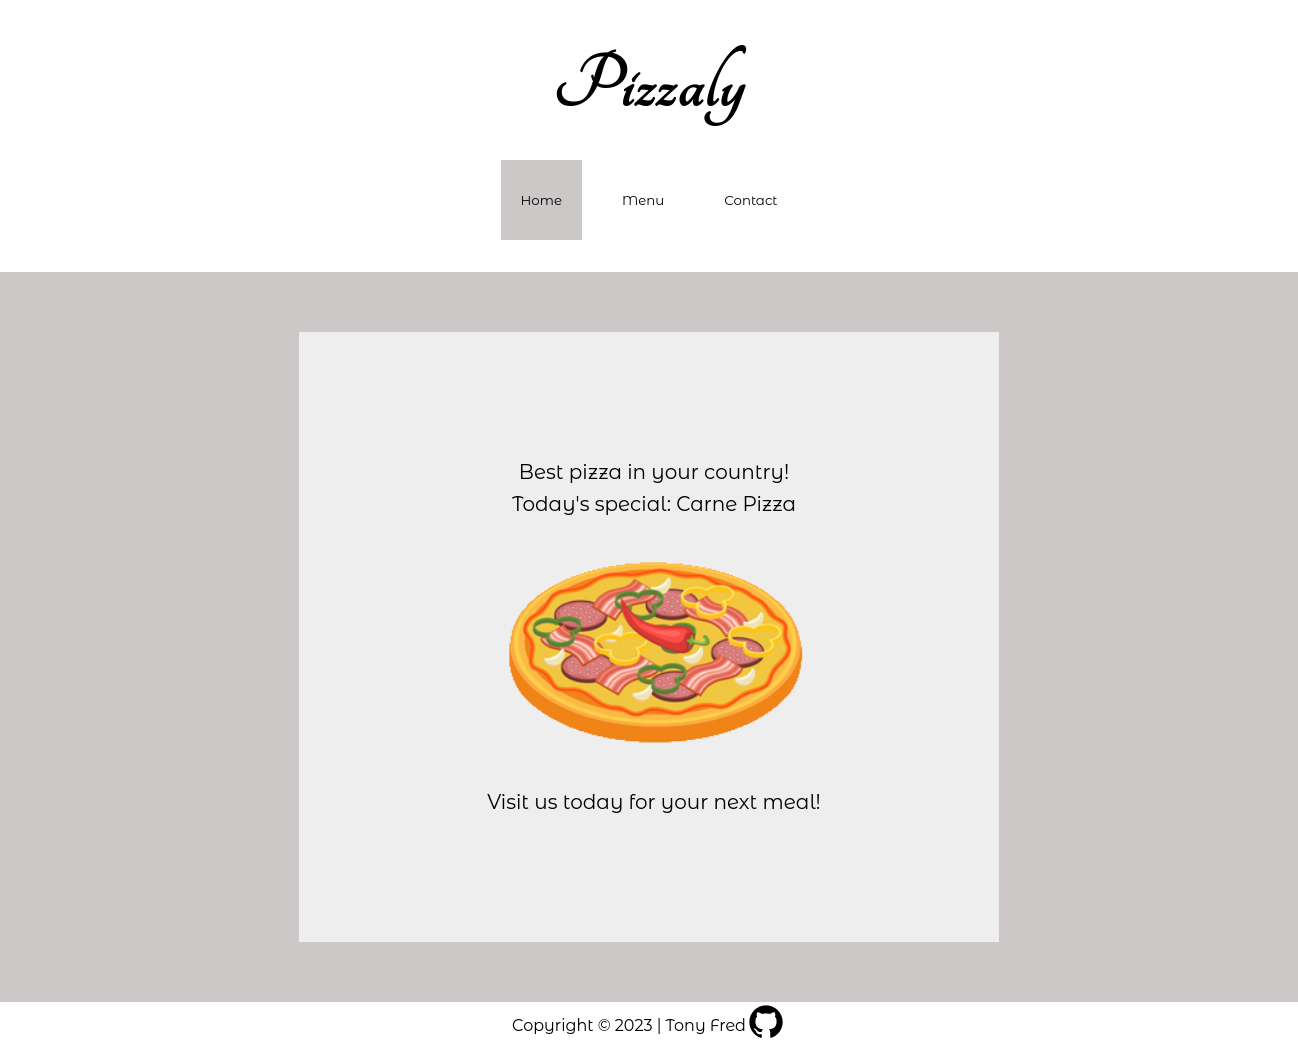 Pizzaly
Home Menu Contact
Best pizza in your country!
Today's special: Carne Pizza
Visit us today for your next meal!
Copyright © 2023 | Tony Fred